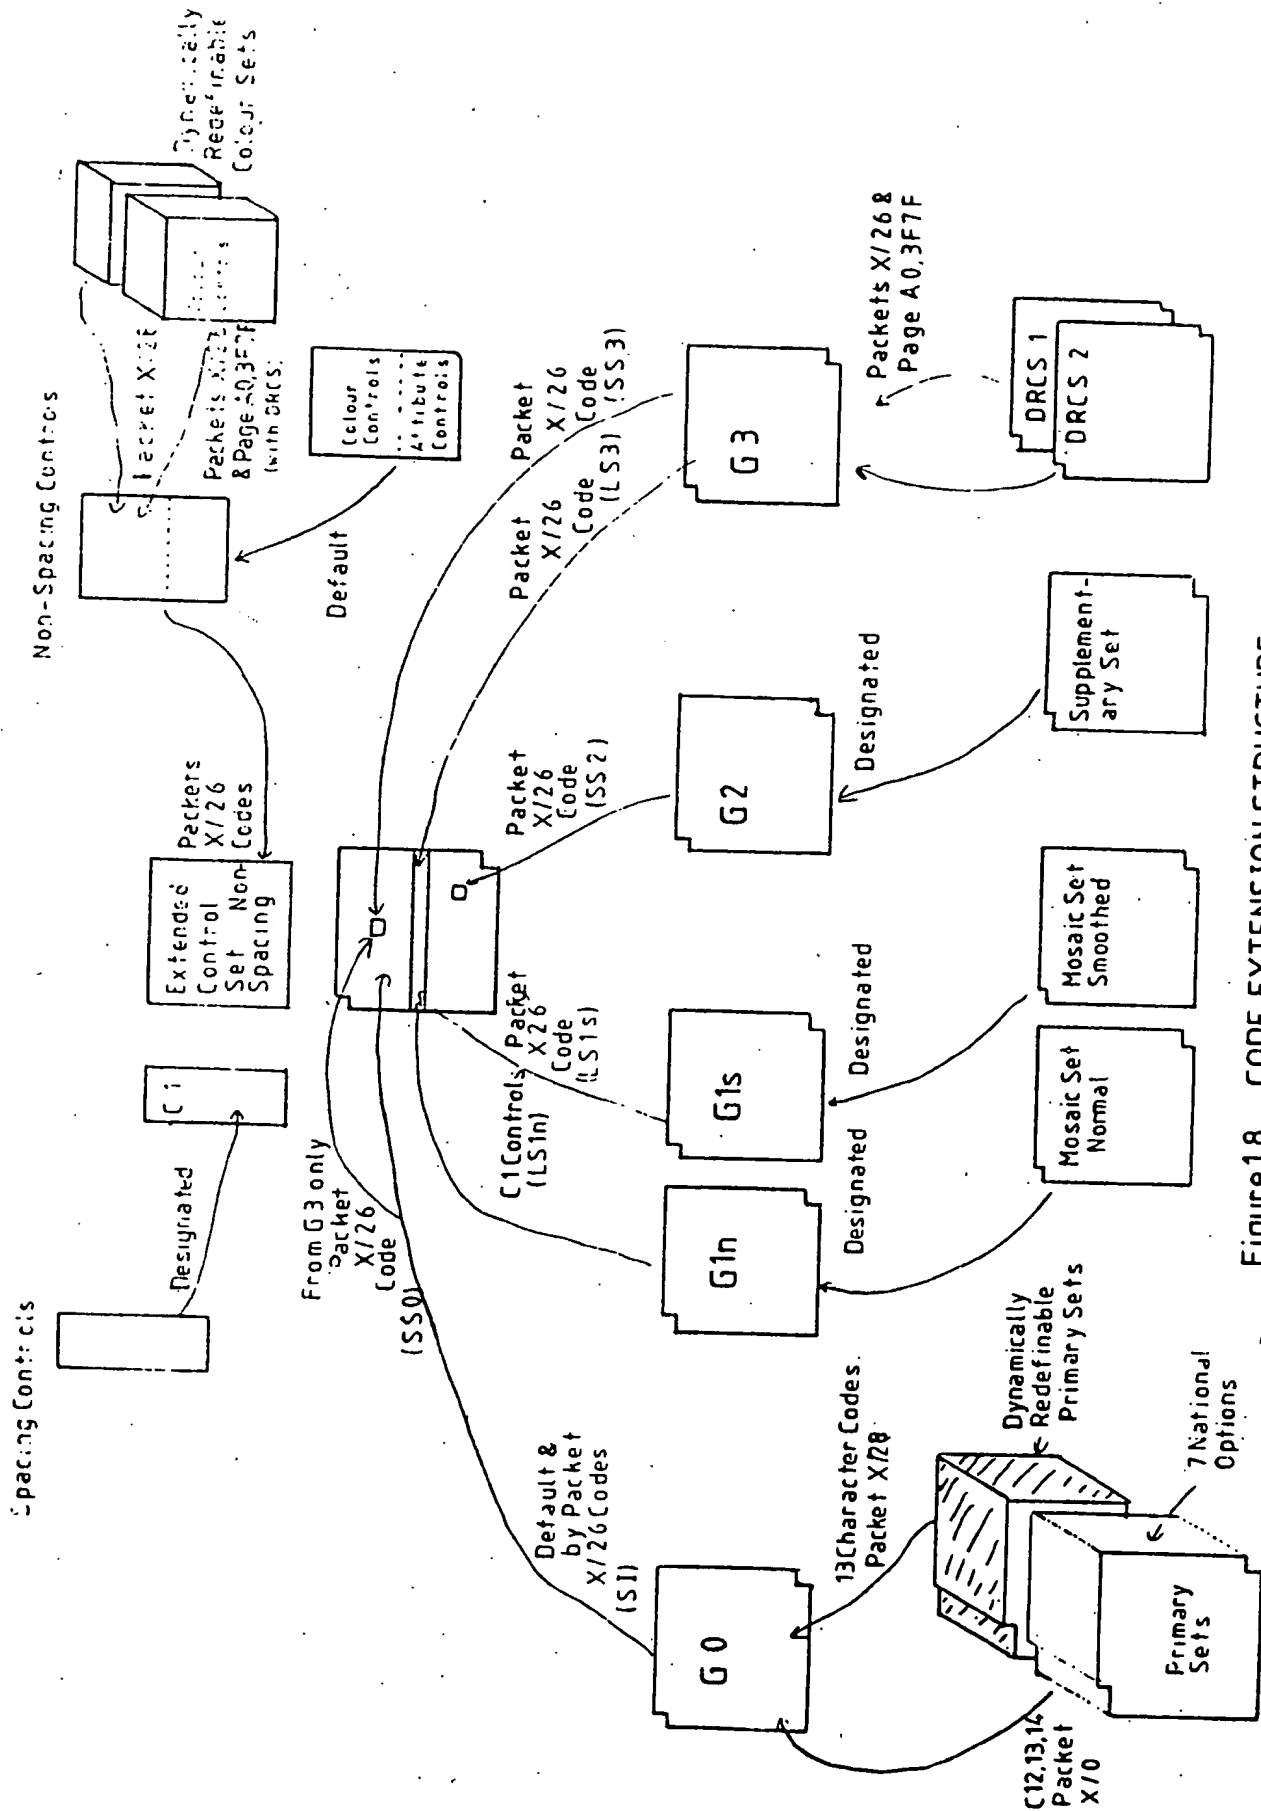 Spacing Controls
Designated
C1
Extended
Control
Set Non-
Spacing
Packets
X/26
Codes
Non-Spacing Controls
Packet X/26
& Page A0,3F7F
(with DRCS)
Dynamically
Redefinable
Colour Sets
Colour
Controls
Attribute
Controls
Default
From G3 only
Packet
X/26
Code
(SS0)
Default &
by Packet
X/26 Codes
(SI)
C1 Controls
(LS1n)
Packet
X26
Code
(LS1s)
Packet
X/26
Code
(SS2)
Packet
X/26
Code
(LS3)
Packet
X/26
Code
(SS3)
G0
G1n
G1s
G2
G3
13 Character Codes
Packet X/28
Designated
Designated
Designated
Packets X/26 &
Page A0,3F7F
C12,13,14
Packet
X/0
Primary
Sets
Dynamically
Redefinable
Primary Sets
7 National
Options
Mosaic Set
Normal
Mosaic Set
Smoothed
Supplement-
ary Set
DRCS 1
DRCS 2
Figure18 CODE EXTENSION STRUCTURE